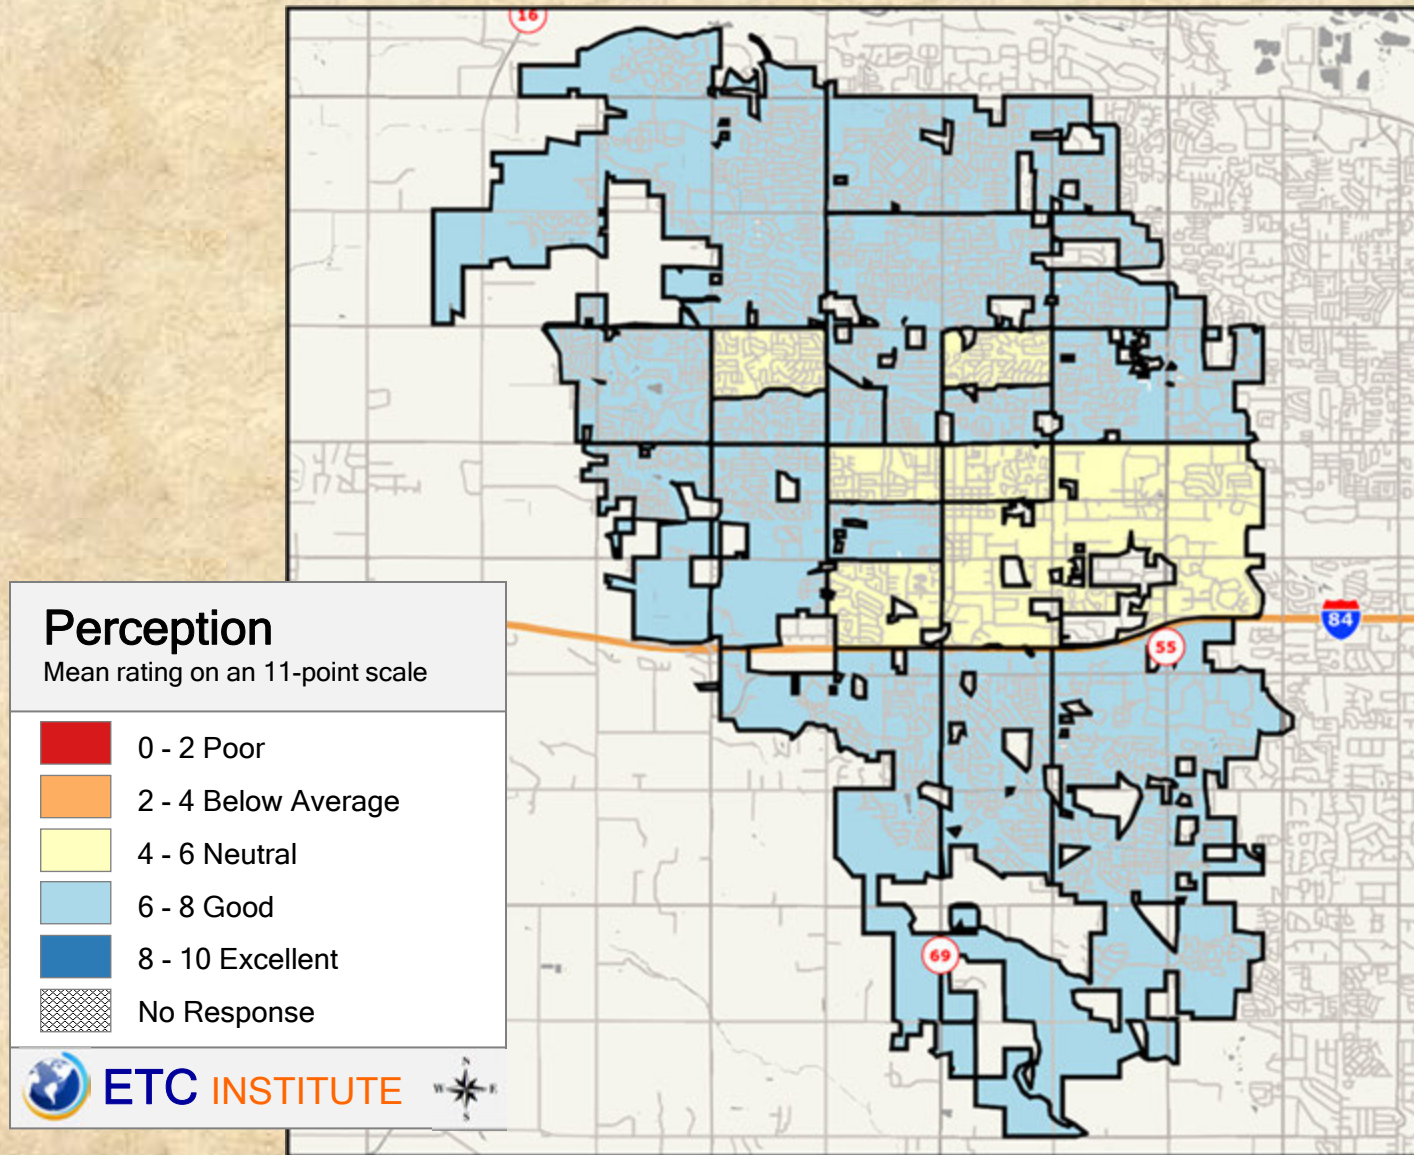 16
84
55
69
Perception
Mean rating on an 11-point scale
0 - 2 Poor
2 - 4 Below Average
4 - 6 Neutral
6 - 8 Good
8 - 10 Excellent
No Response
ETC INSTITUTE
N
W E
S